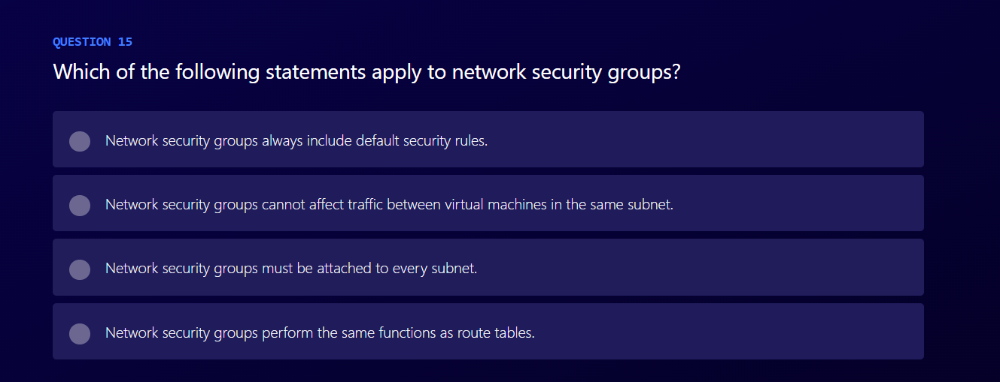 QUESTION 15
Which of the following statements apply to network security groups?
Network security groups always include default security rules.
Network security groups cannot affect traffic between virtual machines in the same subnet.
Network security groups must be attached to every subnet.
Network security groups perform the same functions as route tables.